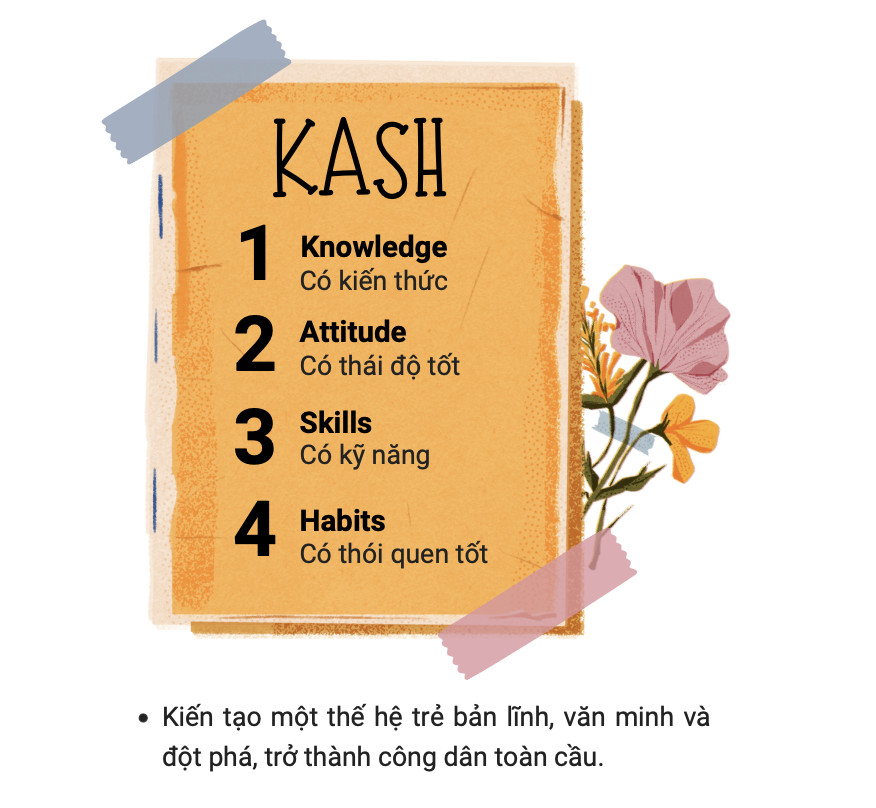 KASH
1 Knowledge
Có kiến thức
2 Attitude
Có thái độ tốt
3 Skills
Có kỹ năng
4 Habits
Có thói quen tốt
• Kiến tạo một thế hệ trẻ bản lĩnh, văn minh và
đột phá, trở thành công dân toàn cầu.